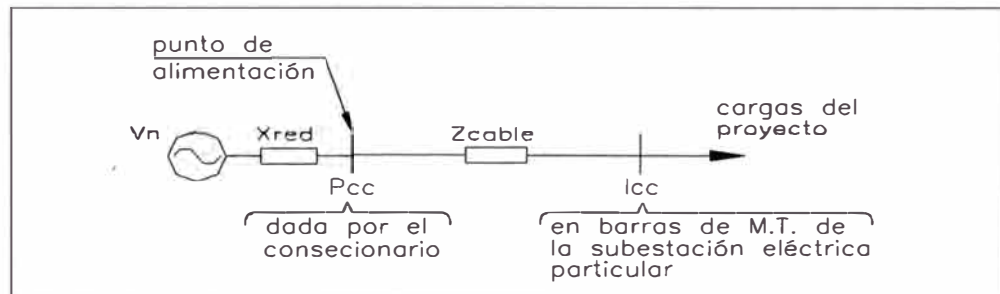 punto de
alimentación
Vn
Xred
Zcable
cargas del
proyecto
Pcc
Icc
dada por el
consecionario
en barras de M.T. de
la subestación eléctrica
particular